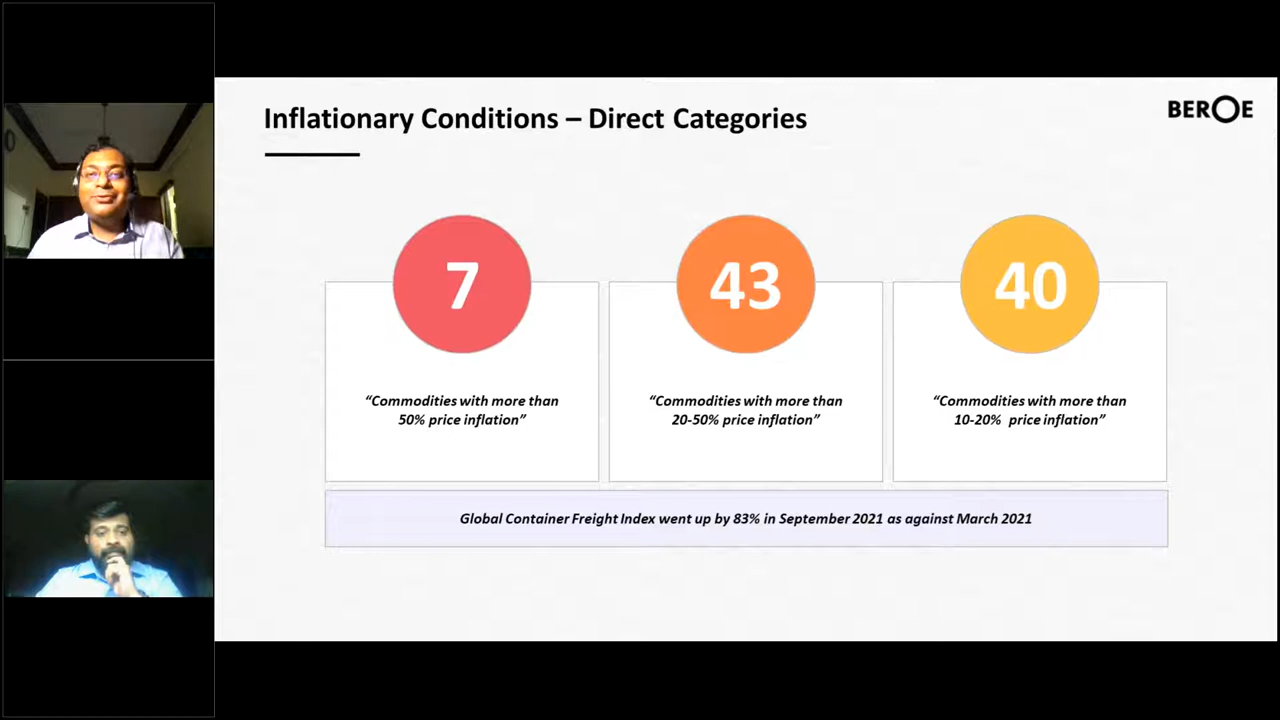 Inflationary Conditions – Direct Categories
BEROE
7
43
40
“Commodities with more than
50% price inflation”
“Commodities with more than
20-50% price inflation”
“Commodities with more than
10-20% price inflation”
Global Container Freight Index went up by 83% in September 2021 as against March 2021